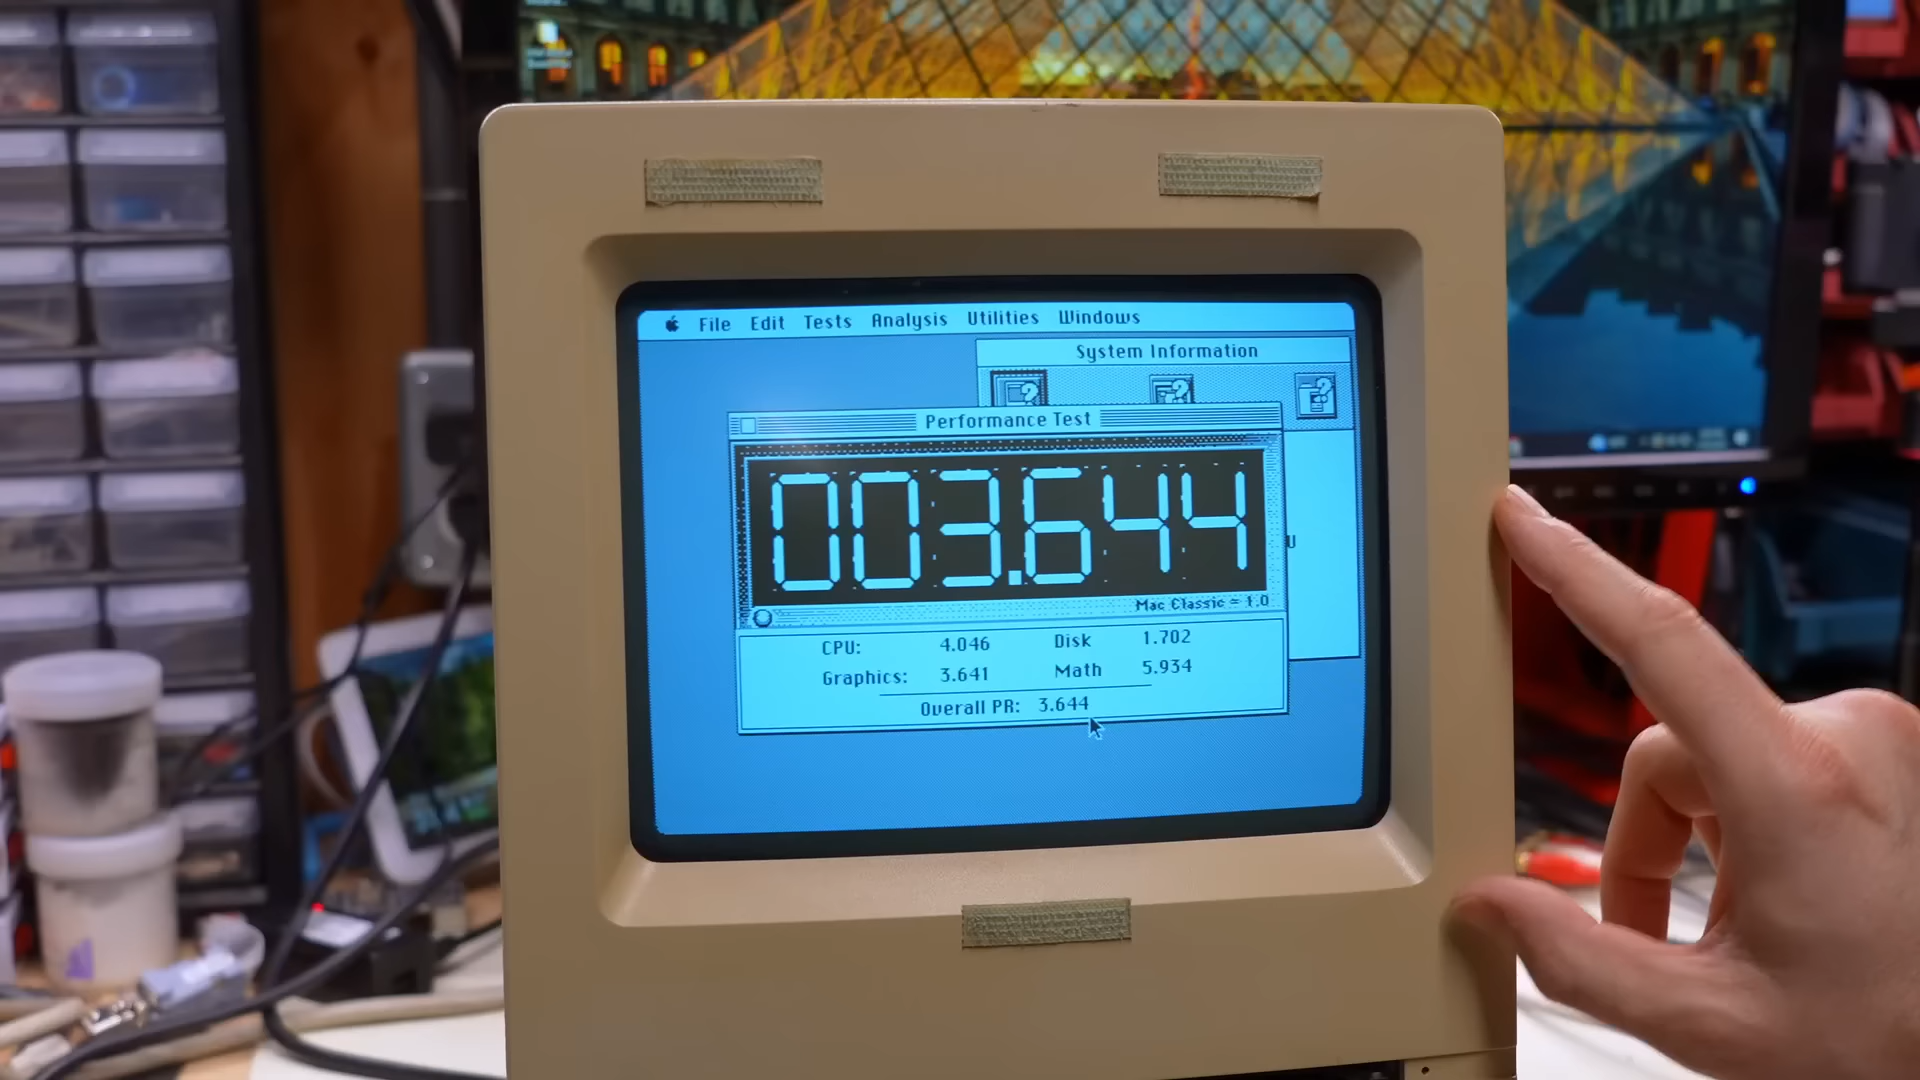 File Edit Tests Analysis Utilities Windows
System Information
Performance Test
003.644
Mac Classic = 1.0
CPU: 4.046 Disk 1.702
Graphics: 3.641 Math 5.934
Overall PR: 3.644